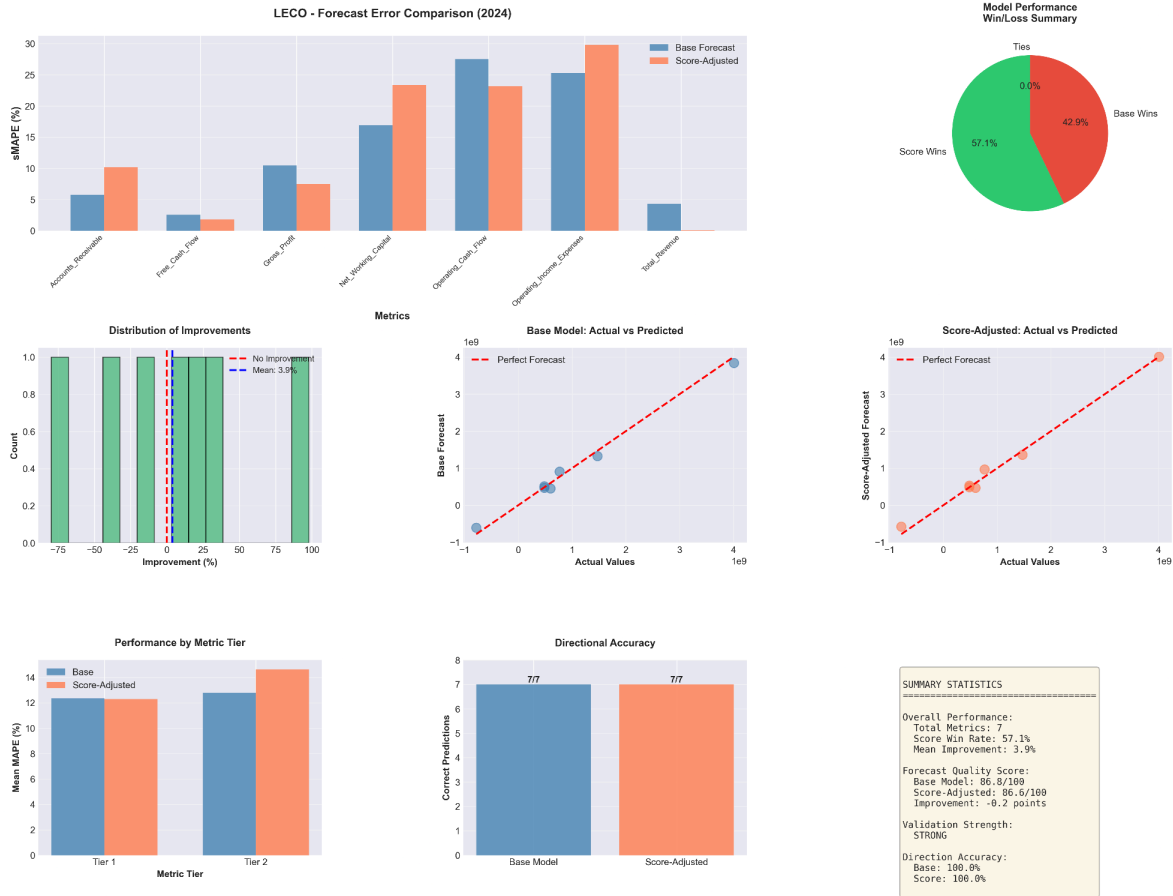 LECO - Forecast Error Comparison (2024)
sMAPE (%)
30
25
20
15
10
5
0
Base Forecast
Score-Adjusted
Accounts_Receivable
Free_Cash_Flow
Gross_Profit
Net_Working_Capital
Operating_Cash_Flow
Operating_Income_Expenses
Total_Revenue
Metrics
Model Performance
Win/Loss Summary
Ties
0.0%
Base Wins
42.9%
Score Wins
57.1%
Distribution of Improvements
Count
1.0
0.8
0.6
0.4
0.2
0.0
No Improvement
Mean: 3.9%
−75
−50
−25
0
25
50
75
100
Improvement (%)
Base Model: Actual vs Predicted
1e9
Perfect Forecast
Base Forecast
4
3
2
1
0
−1
−1
0
1
2
3
4
1e9
Actual Values
Score-Adjusted: Actual vs Predicted
1e9
Perfect Forecast
Score-Adjusted Forecast
4
3
2
1
0
−1
−1
0
1
2
3
4
1e9
Actual Values
Performance by Metric Tier
Mean MAPE (%)
14
12
10
8
6
4
2
0
Base
Score-Adjusted
Tier 1
Tier 2
Metric Tier
Directional Accuracy
Correct Predictions
8
7
6
5
4
3
2
1
0
7/7
7/7
Base Model
Score-Adjusted
SUMMARY STATISTICS
===================================
Overall Performance:
Total Metrics: 7
Score Win Rate: 57.1%
Mean Improvement: 3.9%
Forecast Quality Score:
Base Model: 86.8/100
Score-Adjusted: 86.6/100
Improvement: -0.2 points
Validation Strength:
STRONG
Direction Accuracy:
Base: 100.0%
Score: 100.0%